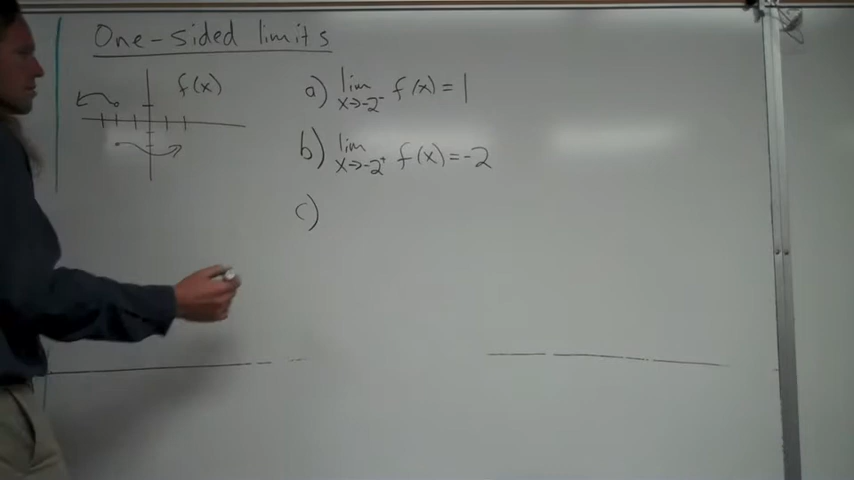 One-sided limits
f(x)
a) lim x→-2⁻ f(x) = 1
b) lim x→-2⁺ f(x) = -2
c)